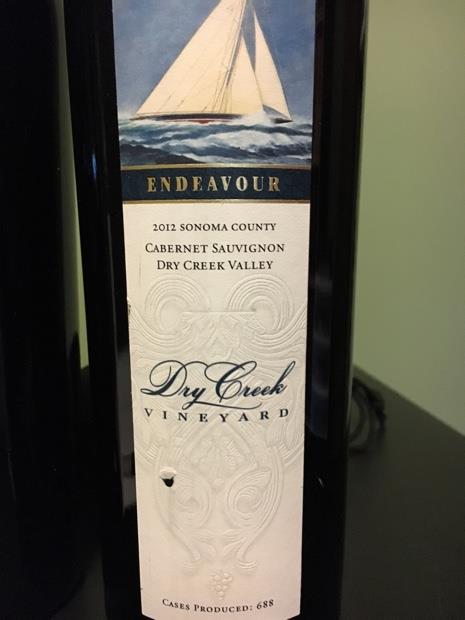 ENDEAVOUR
2012 SONOMA COUNTY
CABERNET SAUVIGNON
DRY CREEK VALLEY
Dry Creek
VINEYARD
CASES PRODUCED: 688